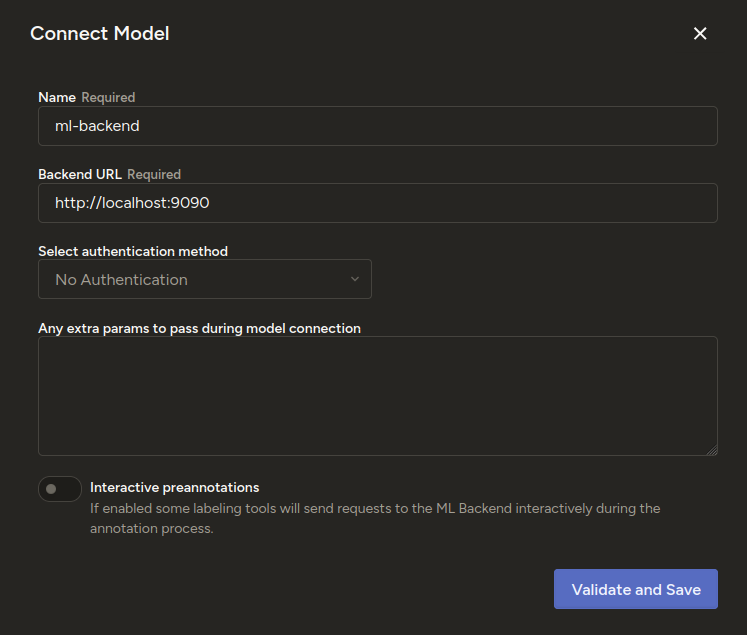 Connect Model
Name Required
ml-backend
Backend URL Required
http://localhost:9090
Select authentication method
No Authentication
Any extra params to pass during model connection
Interactive preannotations
If enabled some labeling tools will send requests to the ML Backend interactively during the
annotation process.
Validate and Save